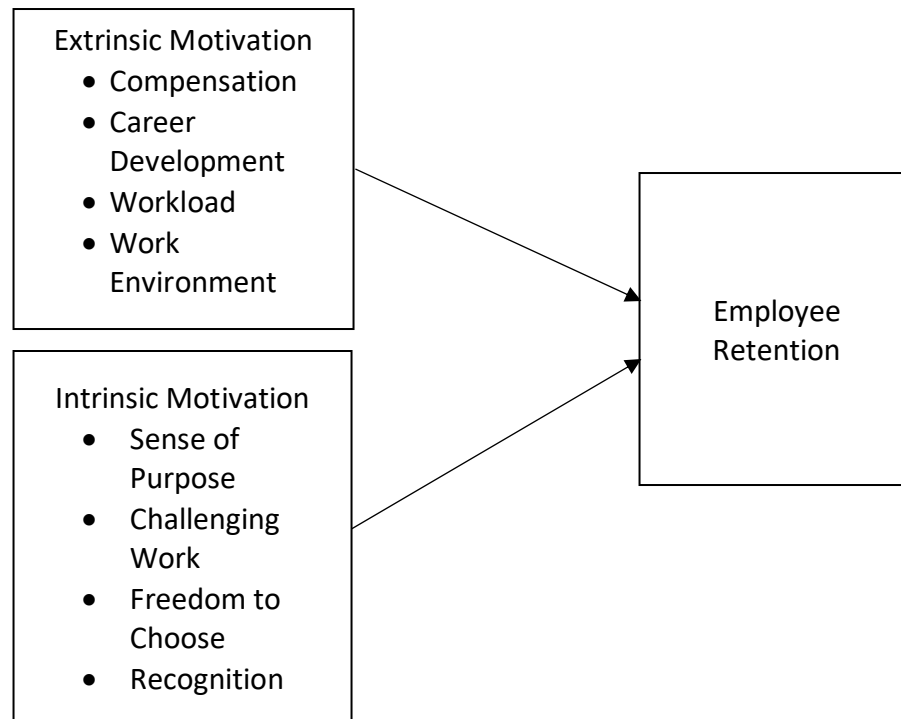 Extrinsic Motivation
• Compensation
• Career
Development
• Workload
• Work
Environment
Intrinsic Motivation
• Sense of
Purpose
• Challenging
Work
• Freedom to
Choose
• Recognition
Employee
Retention